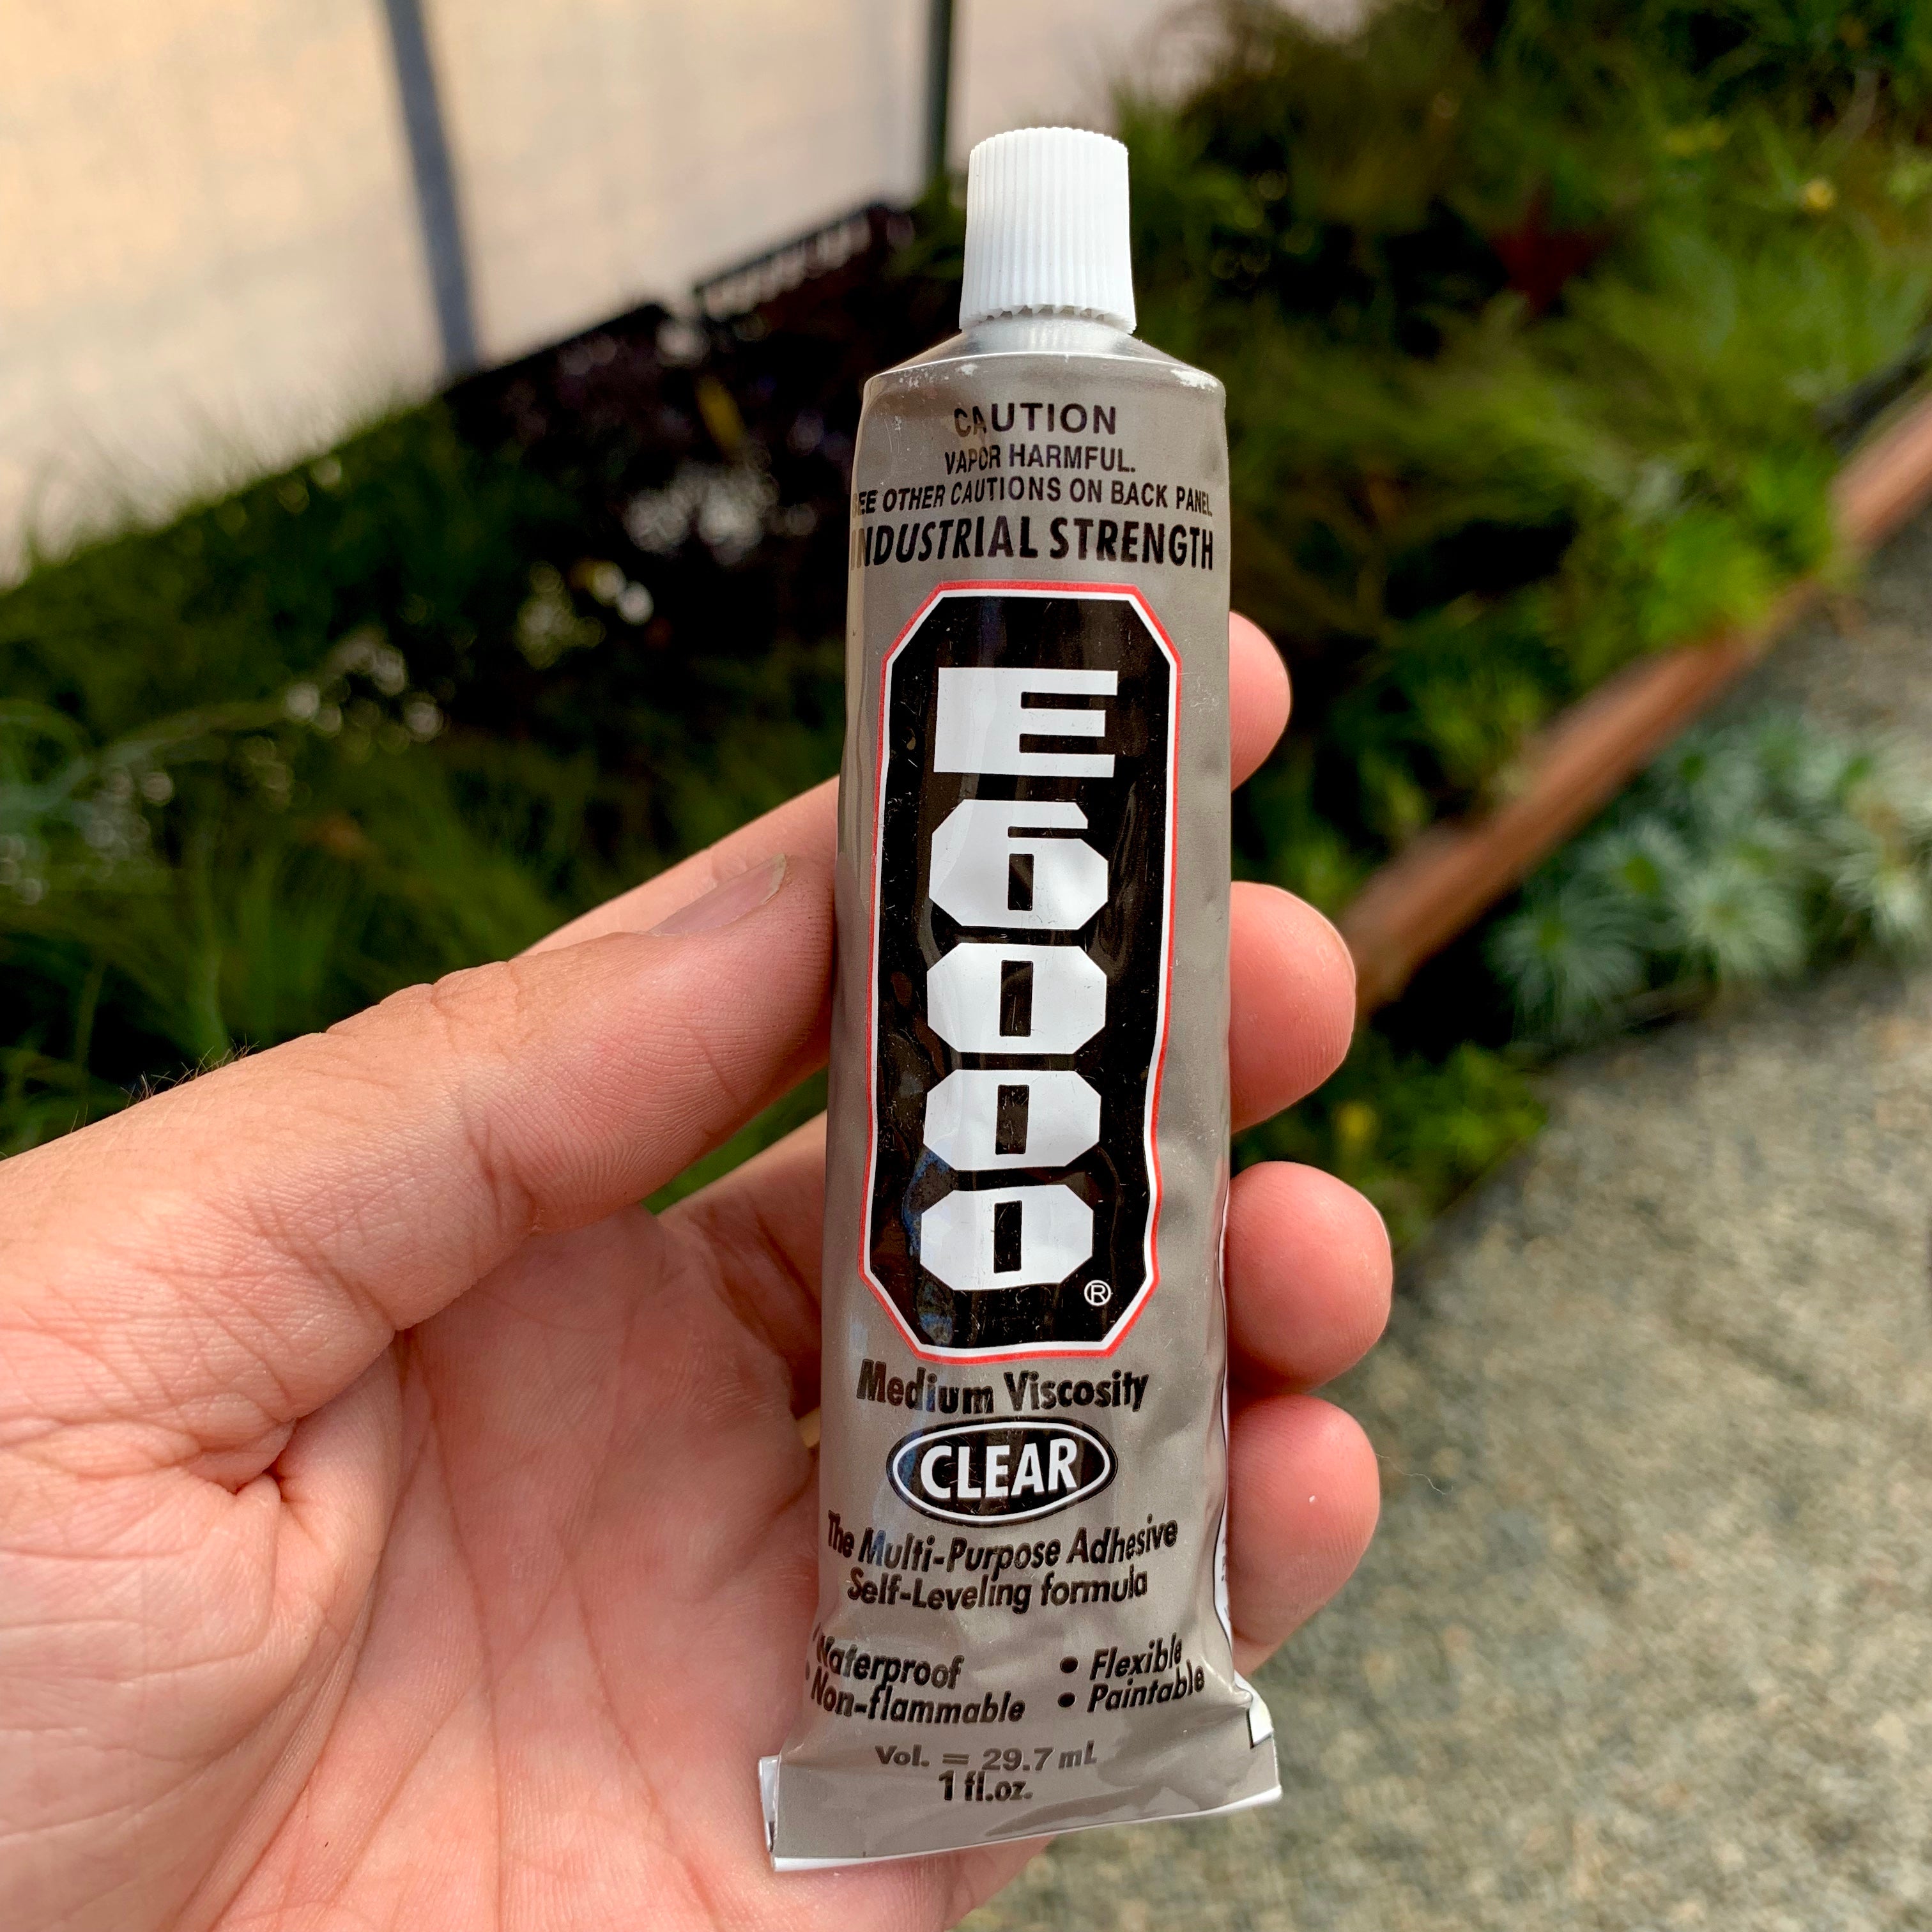 CAUTION
VAPOR HARMFUL.
SEE OTHER CAUTIONS ON BACK PANEL
INDUSTRIAL STRENGTH
E6000®
Medium Viscosity
CLEAR
The Multi-Purpose Adhesive
Self-Leveling formula
• Waterproof • Flexible
• Non-flammable • Paintable
Vol. = 29.7 mL
1 fl.oz.